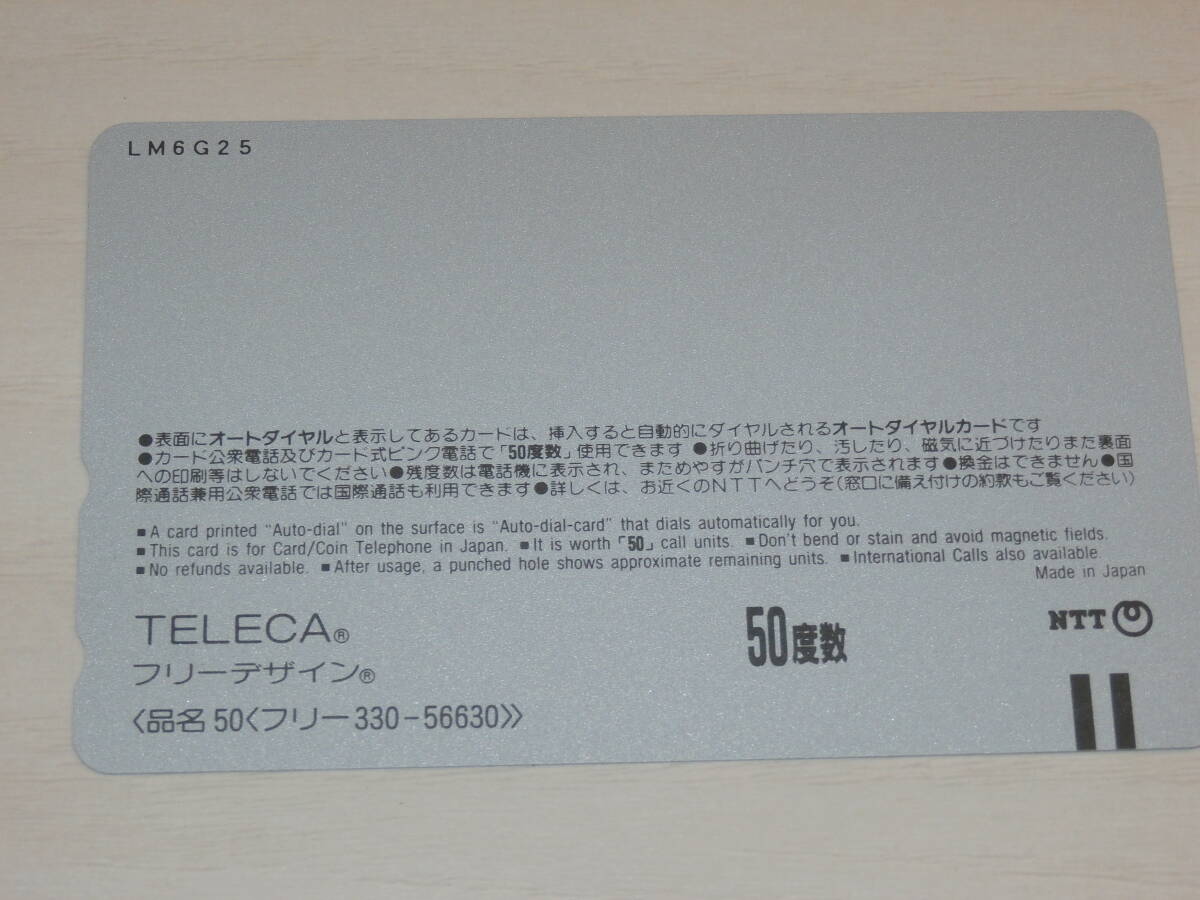 LM6G25
●表面にオートダイヤルと表示してあるカードは、挿入すると自動的にダイヤルされるオートダイヤルカードです
●カード公衆電話及びカード式ピンク電話で「50度数」使用できます ●折り曲げたり、汚したり、磁気に近づけたりまた裏面
への印刷等はしないでください ●残度数は電話機に表示され、まためやすがパンチ穴で表示されます ●換金はできません ●国
際通話兼用公衆電話では国際通話も利用できます ●詳しくは、お近くのNTTへどうぞ(窓口に備え付けの約款もご覧ください)
■A card printed “Auto-dial” on the surface is “Auto-dial-card” that dials automatically for you.
■This card is for Card/Coin Telephone in Japan. ■It is worth「50」call units. ■Don't bend or stain and avoid magnetic fields.
■No refunds available. ■After usage, a punched hole shows approximate remaining units. ■International Calls also available.
Made in Japan
TELECA®
フリーデザイン®
〈品名 50〈フリー 330-56630〉〉
50度数
NTT